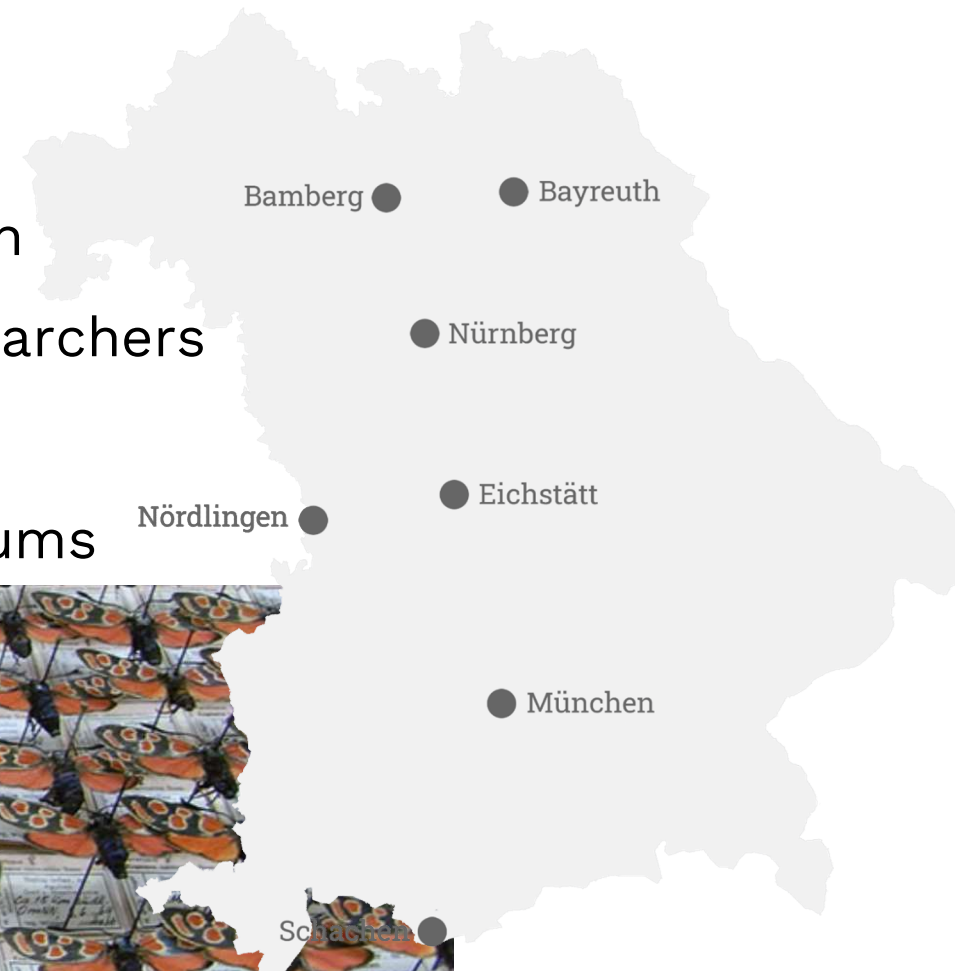 Bamberg
Bayreuth
n
archers
Nürnberg
Eichstätt
Nördlingen
ums
München
Schachen